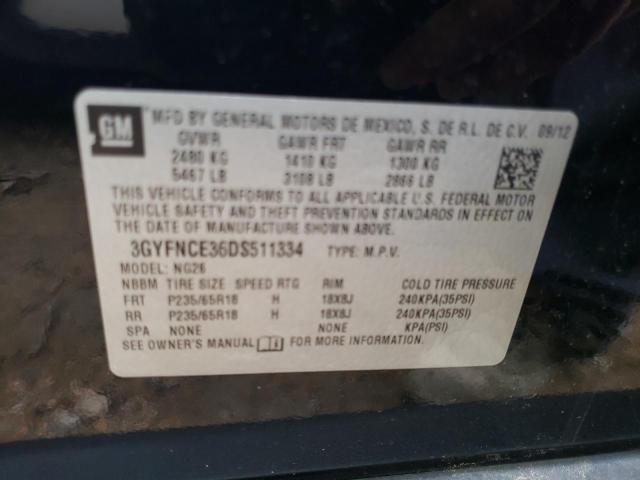 GM
MFD BY GENERAL MOTORS DE MEXICO, S. DE R.L. DE C.V. 09/12
GVWR GAWR FRT GAWR RR
2480 KG 1410 KG 1300 KG
5467 LB 3108 LB 2866 LB
THIS VEHICLE CONFORMS TO ALL APPLICABLE U.S. FEDERAL MOTOR
VEHICLE SAFETY AND THEFT PREVENTION STANDARDS IN EFFECT ON
THE DATE OF MANUFACTURE SHOWN ABOVE.
3GYFNCE36DS511334 TYPE: M.P.V.
MODEL: NG26
NBBM TIRE SIZE SPEED RTG RIM COLD TIRE PRESSURE
FRT P235/65R18 H 18X8J 240KPA(35PSI)
RR P235/65R18 H 18X8J 240KPA(35PSI)
SPA NONE NONE KPA(PSI)
SEE OWNER'S MANUAL FOR MORE INFORMATION.